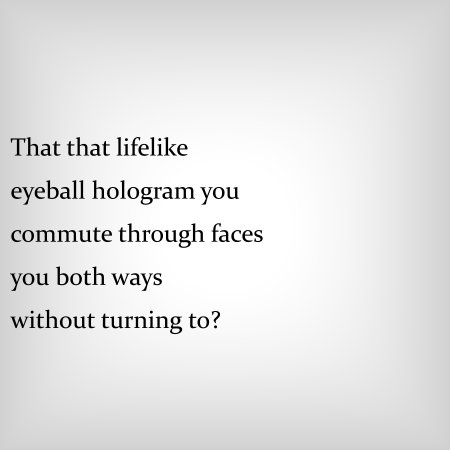 That that lifelike
eyeball hologram you
commute through faces
you both ways
without turning to?